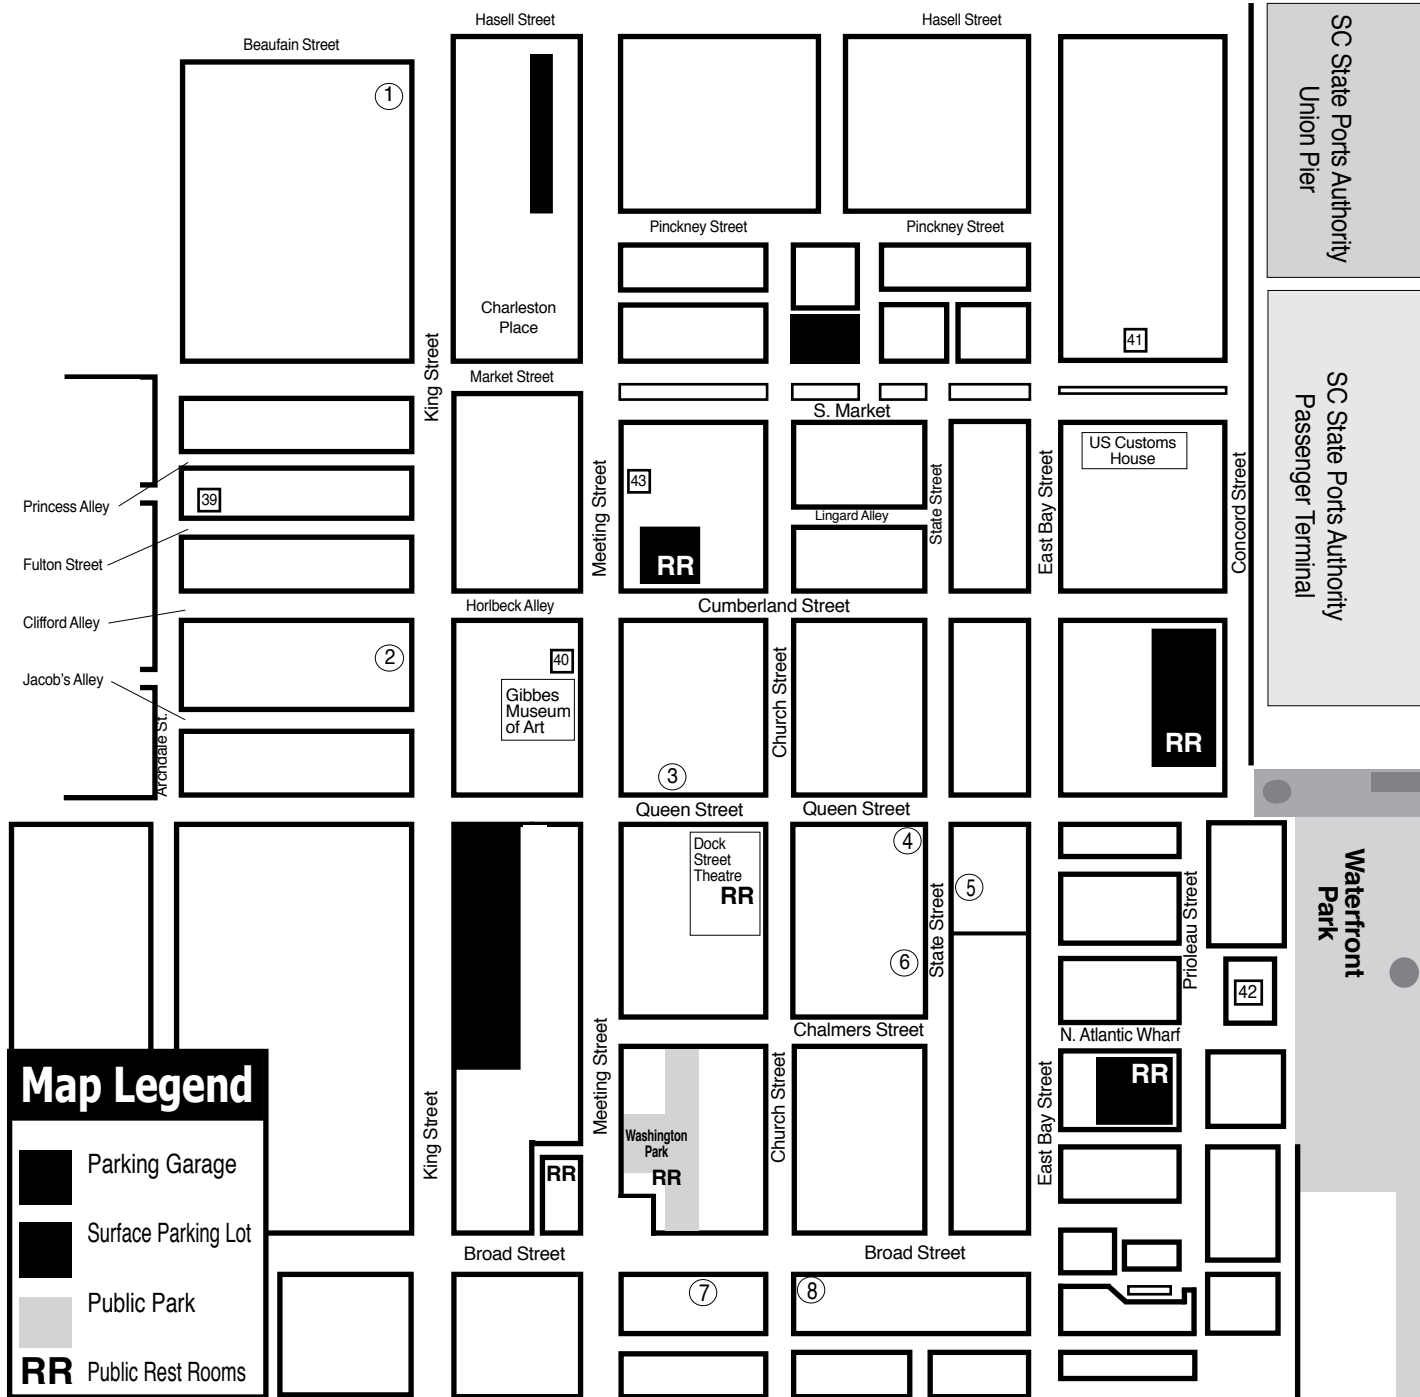 Hasell Street
Hasell Street
Beaufain Street
SC State Ports Authority
Union Pier
1
Pinckney Street
Pinckney Street
Charleston
Place
41
King Street
Market Street
S. Market
SC State Ports Authority
Passenger Terminal
US Customs
House
Meeting Street
43
State Street
East Bay Street
Concord Street
Princess Alley
39
Lingard Alley
Fulton Street
RR
Horlbeck Alley
Cumberland Street
Clifford Alley
2
40
Church Street
Jacob's Alley
Gibbes
Museum
of Art
Archdale St.
RR
3
Queen Street
Queen Street
Dock
Street
Theatre
RR
4
5
State Street
6
Prioleau Street
Waterfront
Park
42
Chalmers Street
N. Atlantic Wharf
Meeting Street
King Street
Church Street
East Bay Street
RR
Washington
Park
RR
RR
Broad Street
Broad Street
7
8
Map Legend
Parking Garage
Surface Parking Lot
Public Park
RR Public Rest Rooms